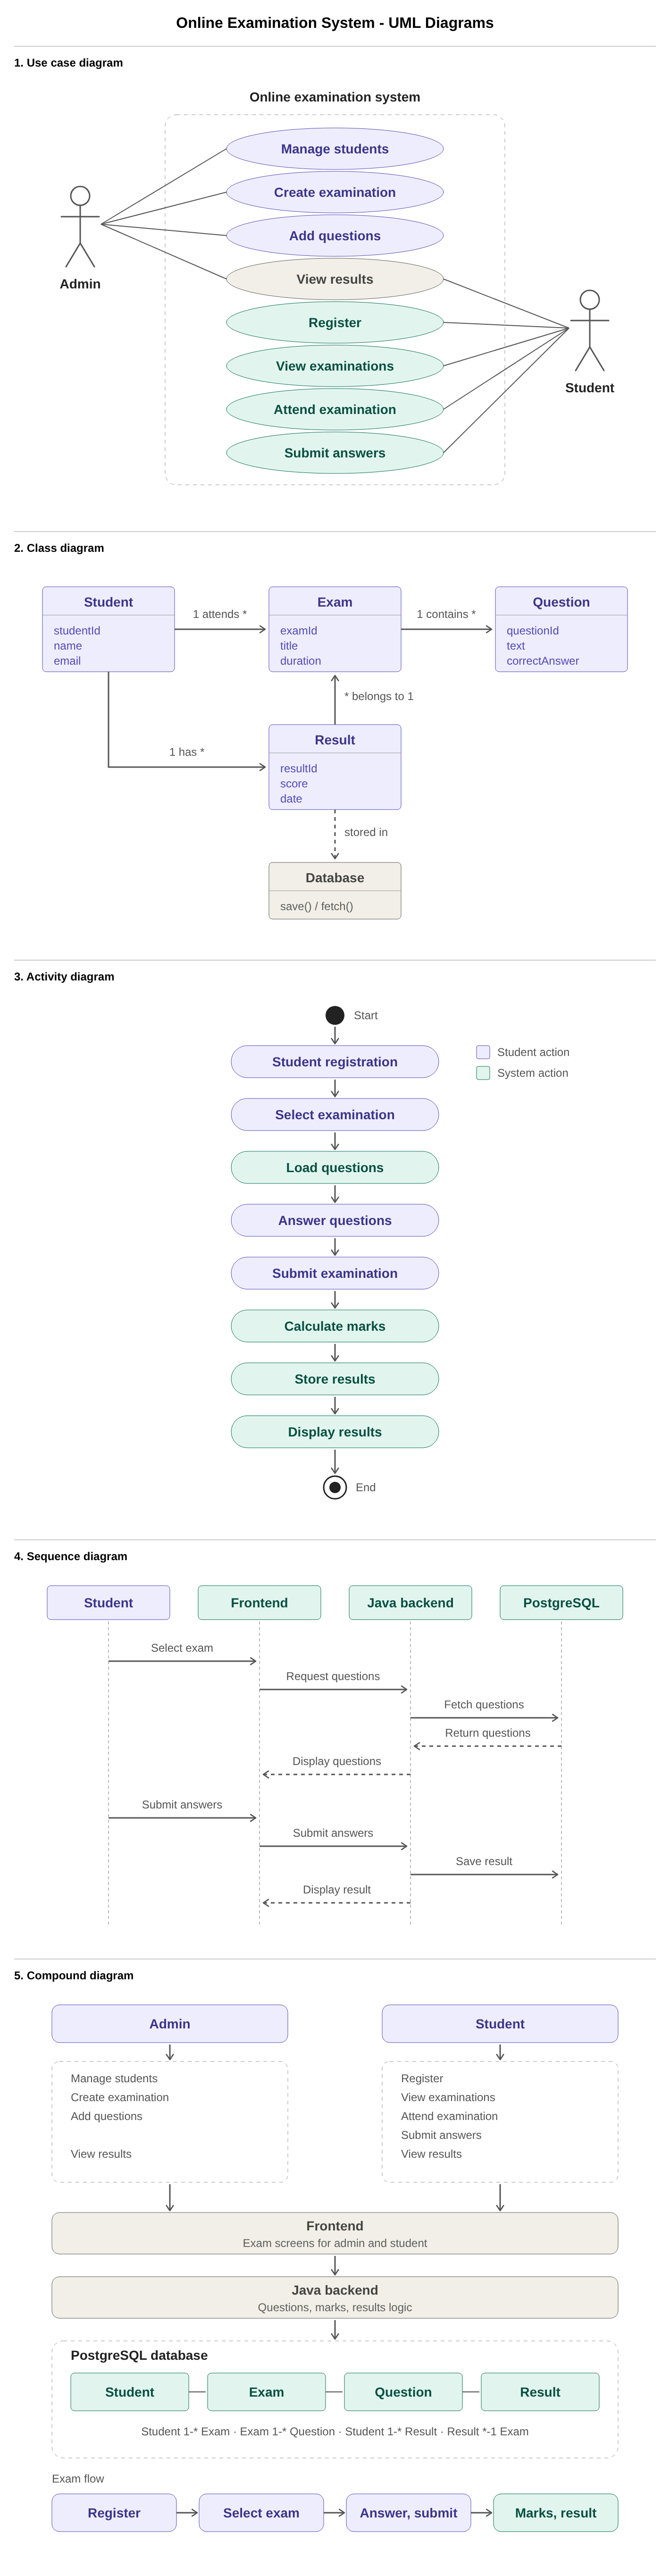 Online Examination System - UML Diagrams
1. Use case diagram
Online examination system
Manage students
Create examination
Add questions
View results
Register
View examinations
Attend examination
Submit answers
Admin
Student
2. Class diagram
Student
studentId
name
email
1 attends *
Exam
examId
title
duration
1 contains *
Question
questionId
text
correctAnswer
* belongs to 1
1 has *
Result
resultId
score
date
stored in
Database
save() / fetch()
3. Activity diagram
Start
Student registration
Select examination
Load questions
Answer questions
Submit examination
Calculate marks
Store results
Display results
End
Student action
System action
4. Sequence diagram
Student
Frontend
Java backend
PostgreSQL
Select exam
Request questions
Fetch questions
Return questions
Display questions
Submit answers
Submit answers
Save result
Display result
5. Compound diagram
Admin
Manage students
Create examination
Add questions
View results
Student
Register
View examinations
Attend examination
Submit answers
View results
Frontend
Exam screens for admin and student
Java backend
Questions, marks, results logic
PostgreSQL database
Student
Exam
Question
Result
Student 1-* Exam · Exam 1-* Question · Student 1-* Result · Result *-1 Exam
Exam flow
Register
Select exam
Answer, submit
Marks, result